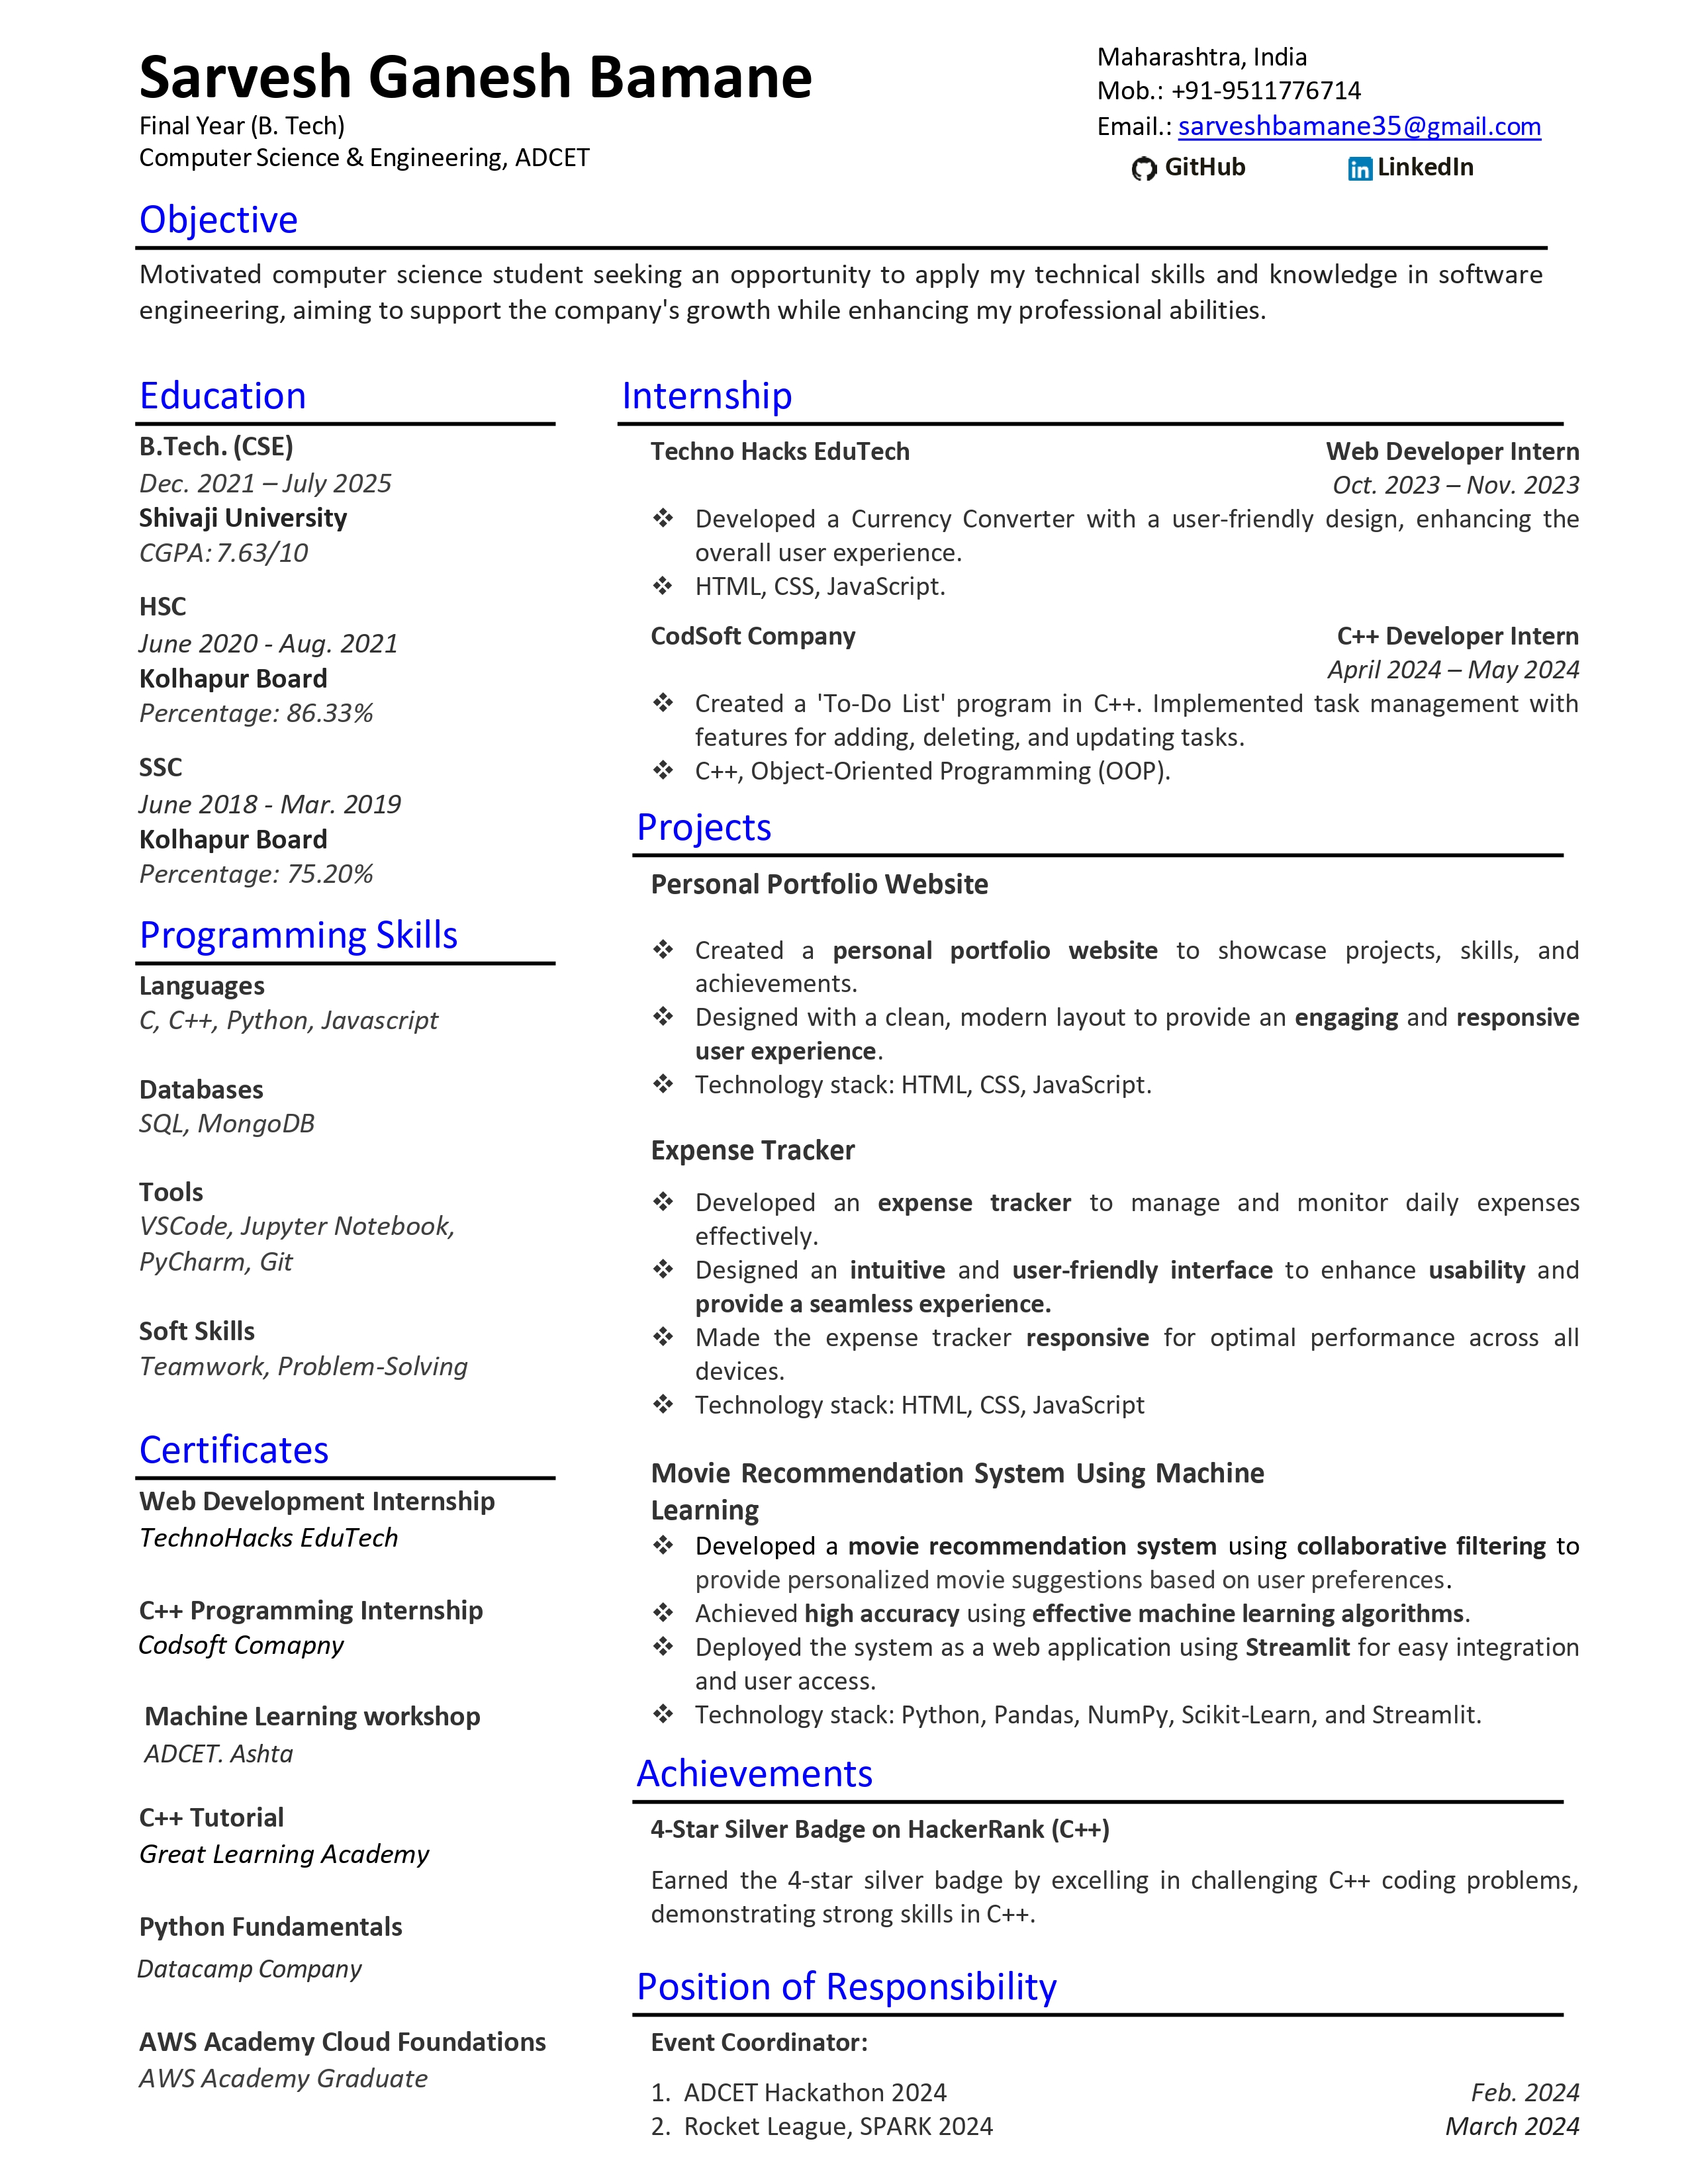 Sarvesh Ganesh Bamane
Final Year (B. Tech)
Computer Science & Engineering, ADCET
Maharashtra, India
Mob.: +91-9511776714
Email.: sarveshbamane35@gmail.com
GitHub LinkedIn
Objective
Motivated computer science student seeking an opportunity to apply my technical skills and knowledge in software
engineering, aiming to support the company's growth while enhancing my professional abilities.
Education
B.Tech. (CSE)
Dec. 2021 – July 2025
Shivaji University
CGPA: 7.63/10
HSC
June 2020 - Aug. 2021
Kolhapur Board
Percentage: 86.33%
SSC
June 2018 - Mar. 2019
Kolhapur Board
Percentage: 75.20%
Programming Skills
Languages
C, C++, Python, Javascript
Databases
SQL, MongoDB
Tools
VSCode, Jupyter Notebook,
PyCharm, Git
Soft Skills
Teamwork, Problem-Solving
Certificates
Web Development Internship
TechnoHacks EduTech
C++ Programming Internship
Codsoft Comapny
Machine Learning workshop
ADCET. Ashta
C++ Tutorial
Great Learning Academy
Python Fundamentals
Datacamp Company
AWS Academy Cloud Foundations
AWS Academy Graduate
Internship
Techno Hacks EduTech Web Developer Intern
Oct. 2023 – Nov. 2023
❖ Developed a Currency Converter with a user-friendly design, enhancing the
overall user experience.
❖ HTML, CSS, JavaScript.
CodSoft Company C++ Developer Intern
April 2024 – May 2024
❖ Created a 'To-Do List' program in C++. Implemented task management with
features for adding, deleting, and updating tasks.
❖ C++, Object-Oriented Programming (OOP).
Projects
Personal Portfolio Website
❖ Created a personal portfolio website to showcase projects, skills, and
achievements.
❖ Designed with a clean, modern layout to provide an engaging and responsive
user experience.
❖ Technology stack: HTML, CSS, JavaScript.
Expense Tracker
❖ Developed an expense tracker to manage and monitor daily expenses
effectively.
❖ Designed an intuitive and user-friendly interface to enhance usability and
provide a seamless experience.
❖ Made the expense tracker responsive for optimal performance across all
devices.
❖ Technology stack: HTML, CSS, JavaScript
Movie Recommendation System Using Machine
Learning
❖ Developed a movie recommendation system using collaborative filtering to
provide personalized movie suggestions based on user preferences.
❖ Achieved high accuracy using effective machine learning algorithms.
❖ Deployed the system as a web application using Streamlit for easy integration
and user access.
❖ Technology stack: Python, Pandas, NumPy, Scikit-Learn, and Streamlit.
Achievements
4-Star Silver Badge on HackerRank (C++)
Earned the 4-star silver badge by excelling in challenging C++ coding problems,
demonstrating strong skills in C++.
Position of Responsibility
Event Coordinator:
1. ADCET Hackathon 2024 Feb. 2024
2. Rocket League, SPARK 2024 March 2024